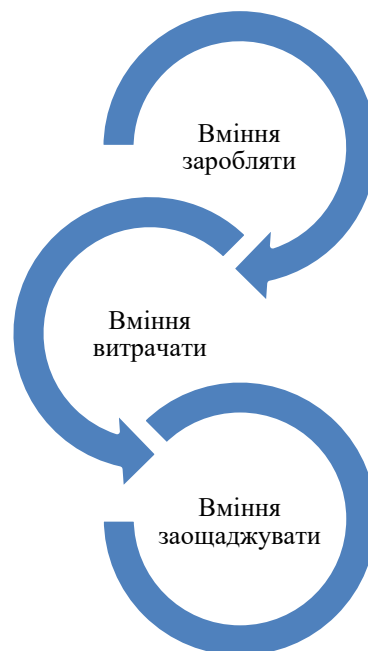 Вміння
заробляти
Вміння
витрачати
Вміння
заощаджувати